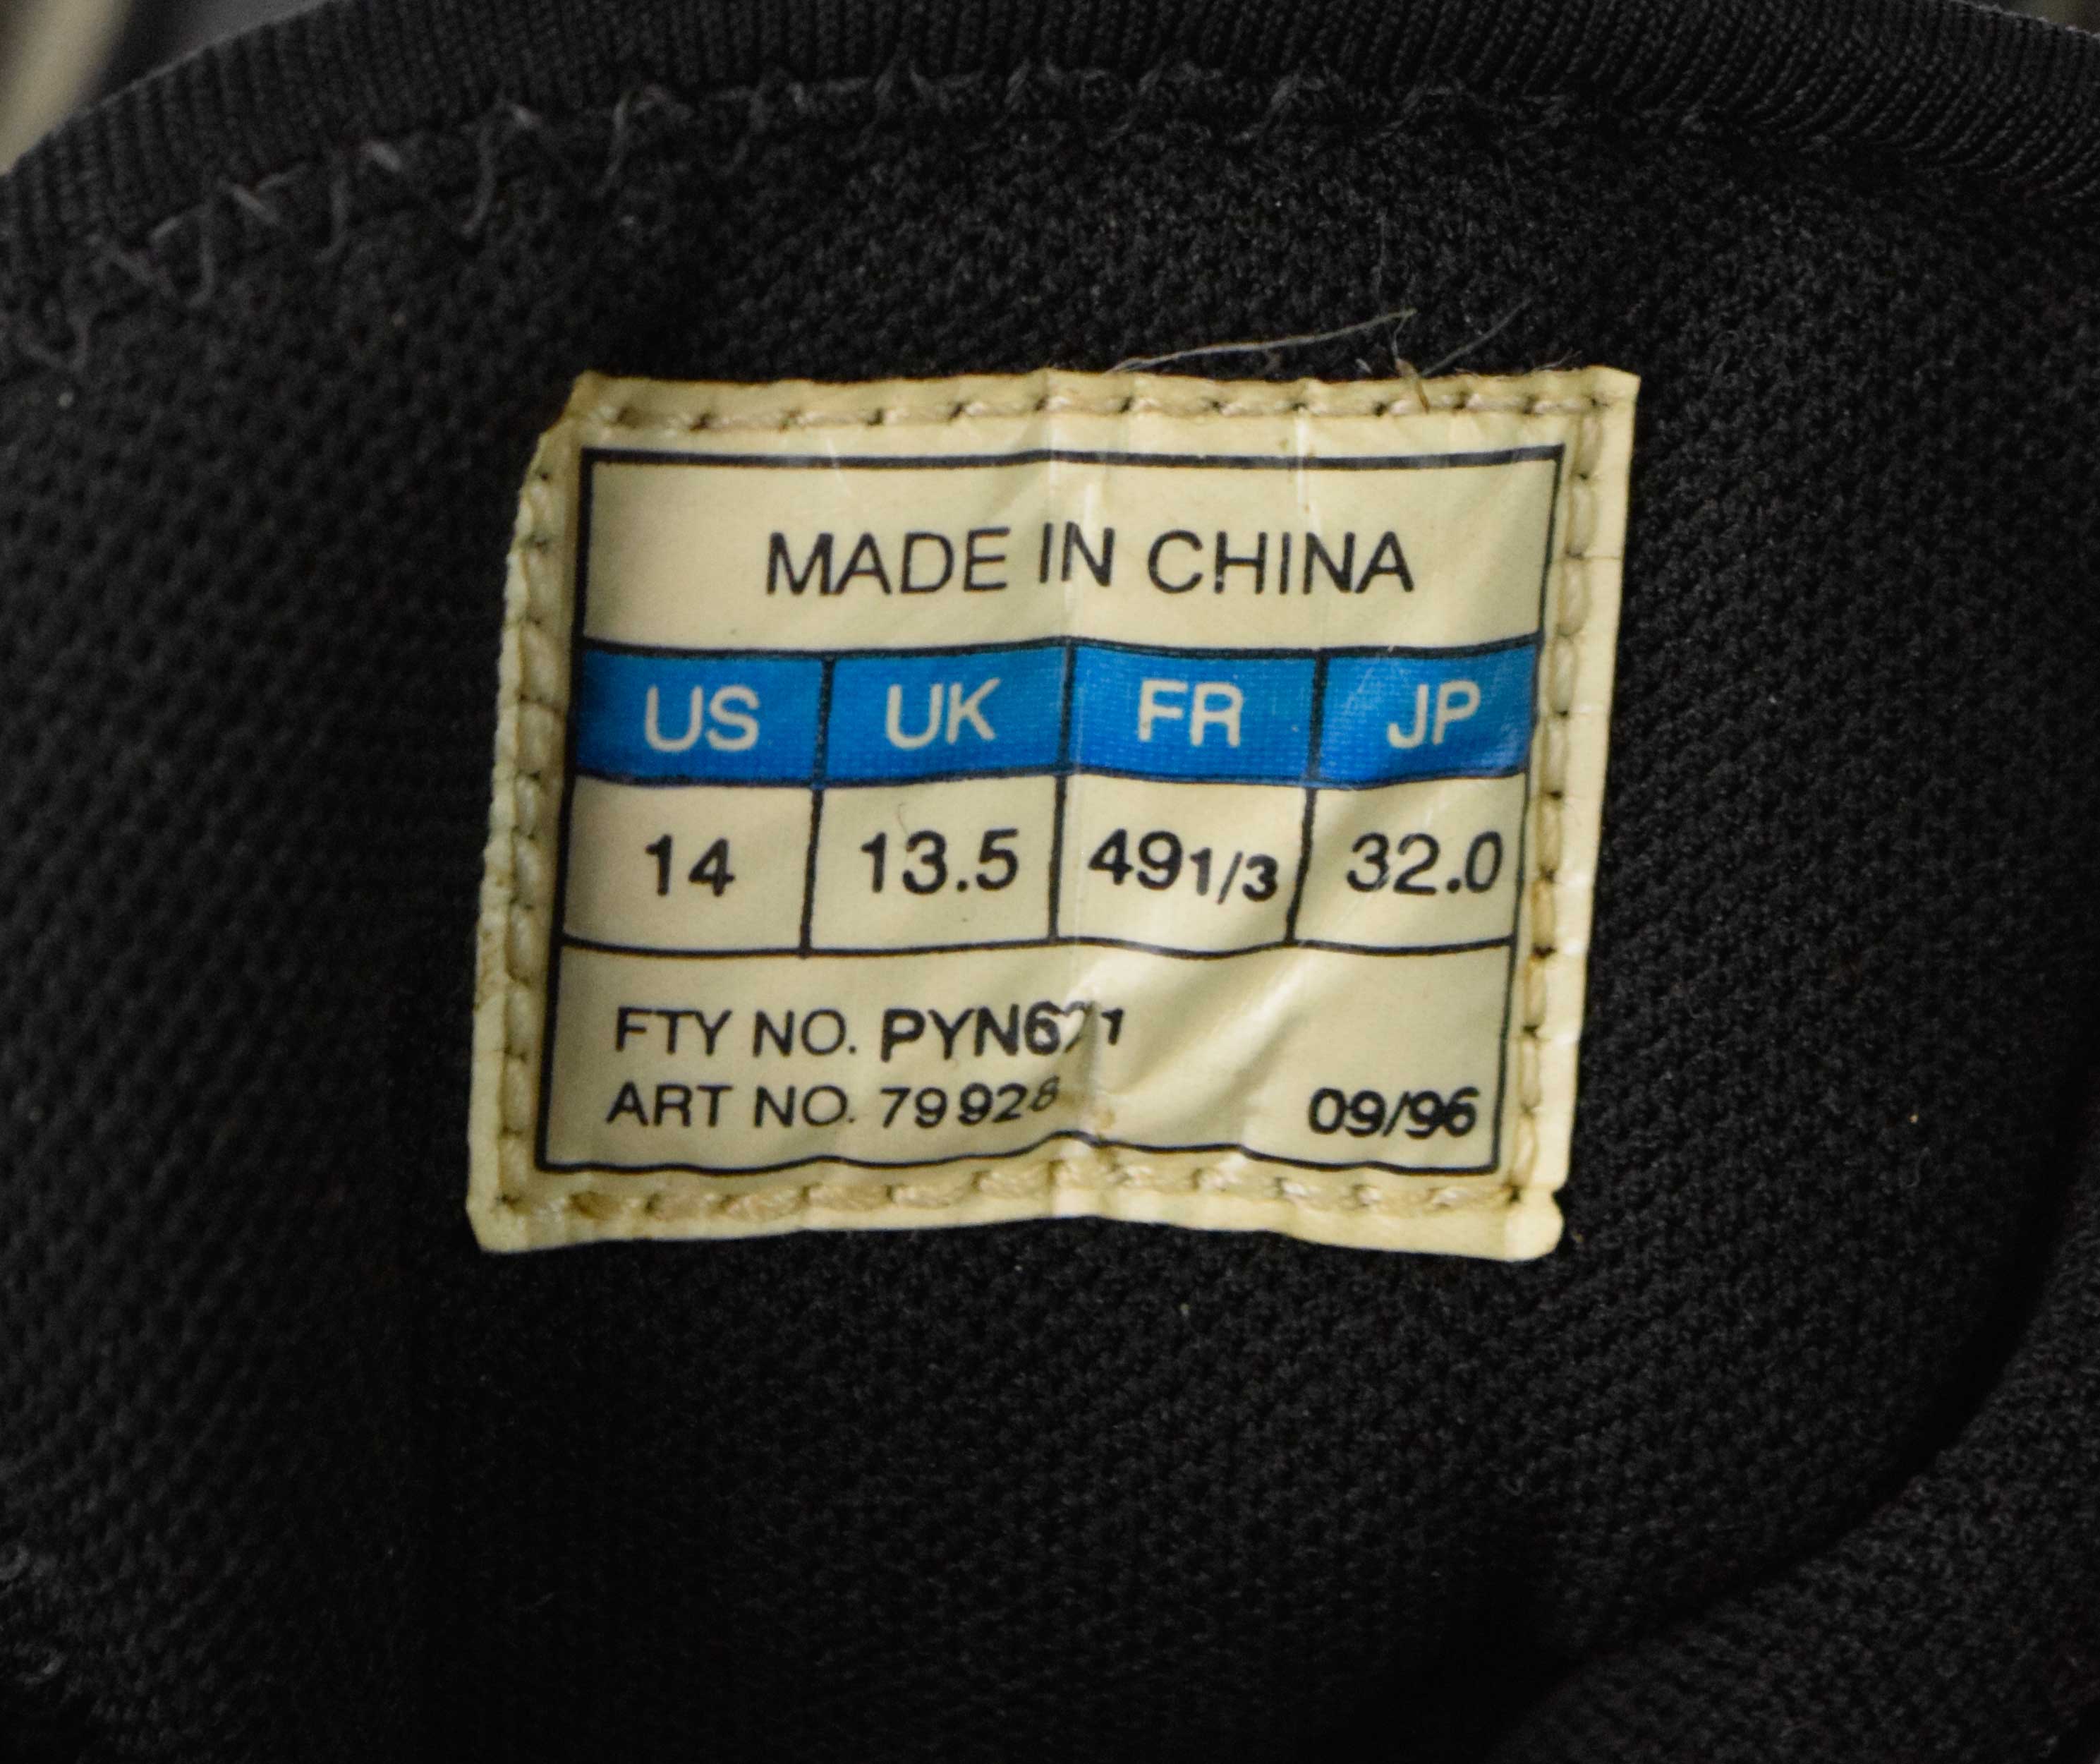 MADE IN CHINA
US UK FR JP
14 13.5 49 1/3 32.0
FTY NO.
ART NO. 79928
09/96